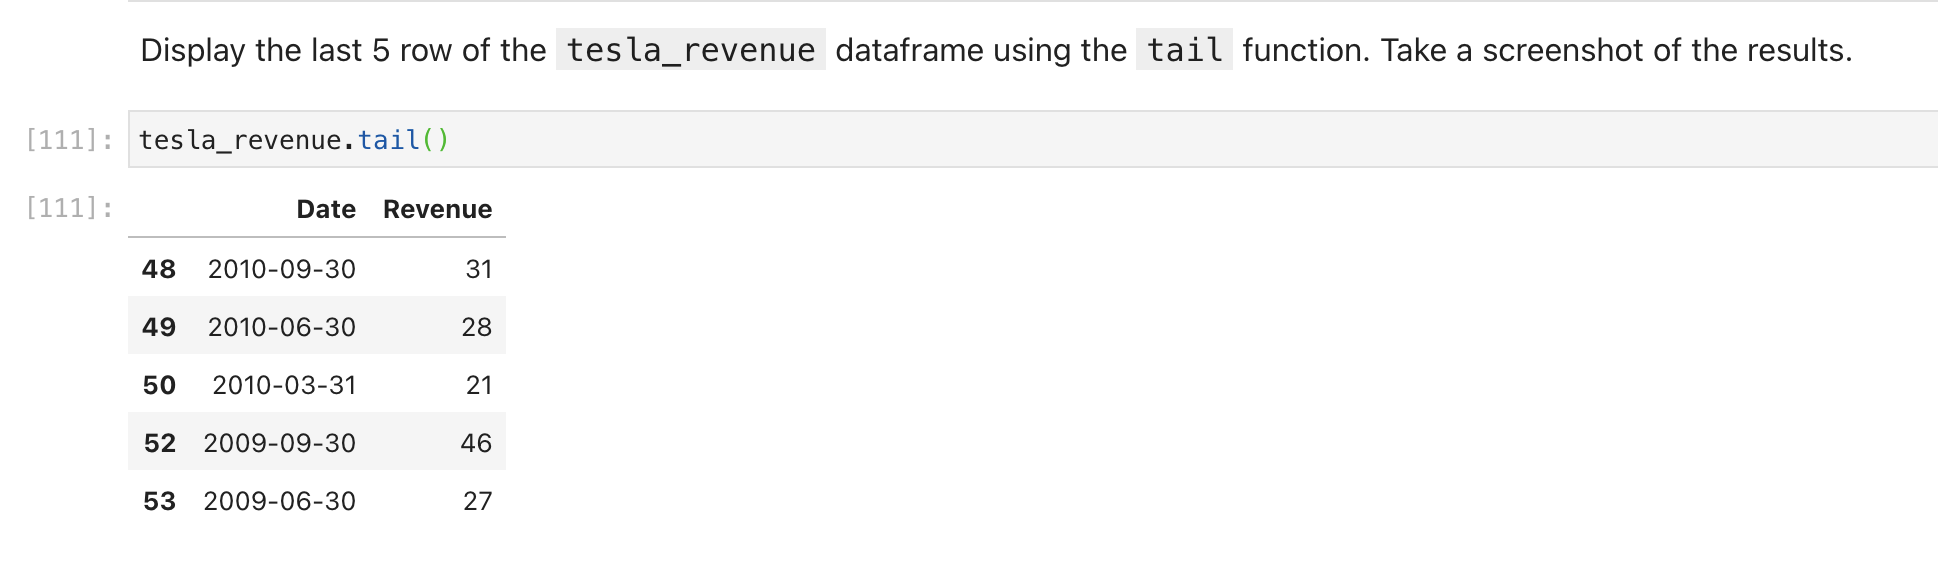 Display the last 5 row of the tesla_revenue dataframe using the tail function. Take a screenshot of the results.
[111]: tesla_revenue.tail()
[111]: Date Revenue
48 2010-09-30 31
49 2010-06-30 28
50 2010-03-31 21
52 2009-09-30 46
53 2009-06-30 27